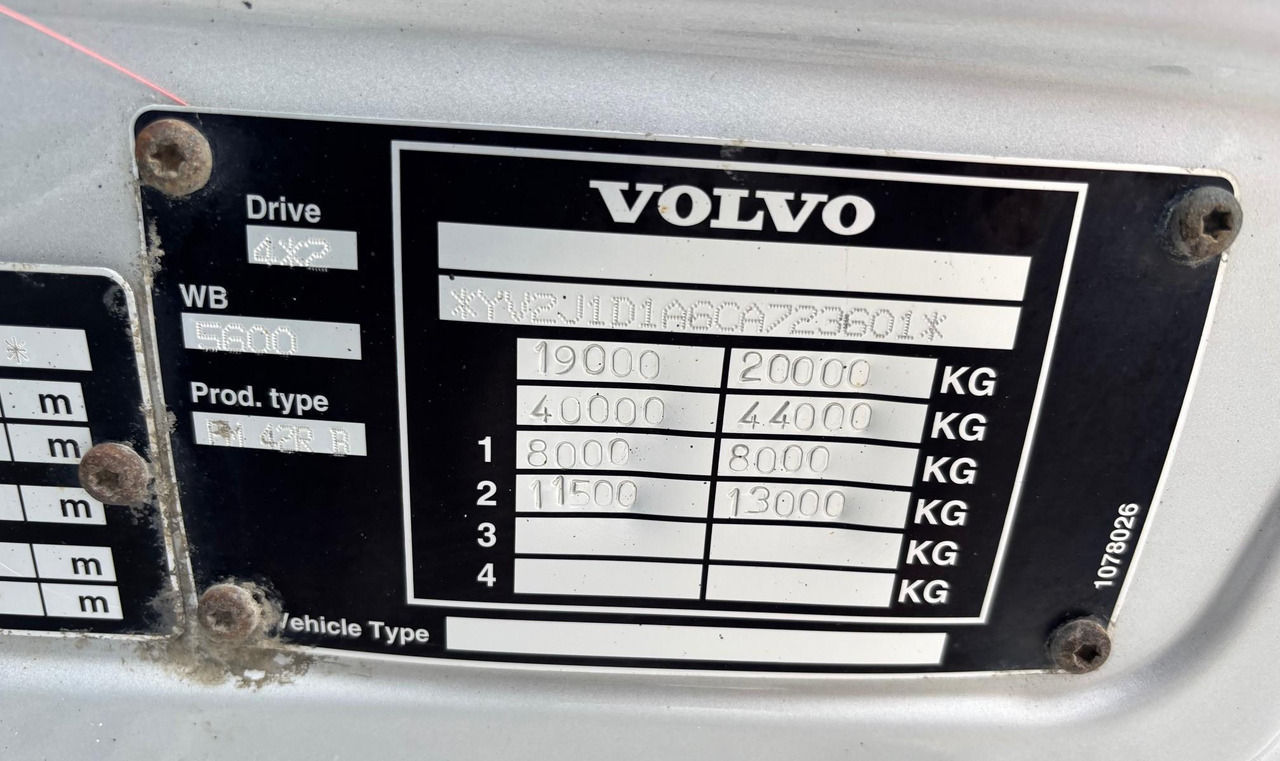 VOLVO
Drive
4X2
*YV2J1D1A6CA723601*
WB
5600
19000 20000 KG
40000 44000 KG
Prod. type
42R B
1 8000 8000 KG
2 11500 13000 KG
3 KG
4 KG
Vehicle Type
1078026
*
m
m
m
m
m